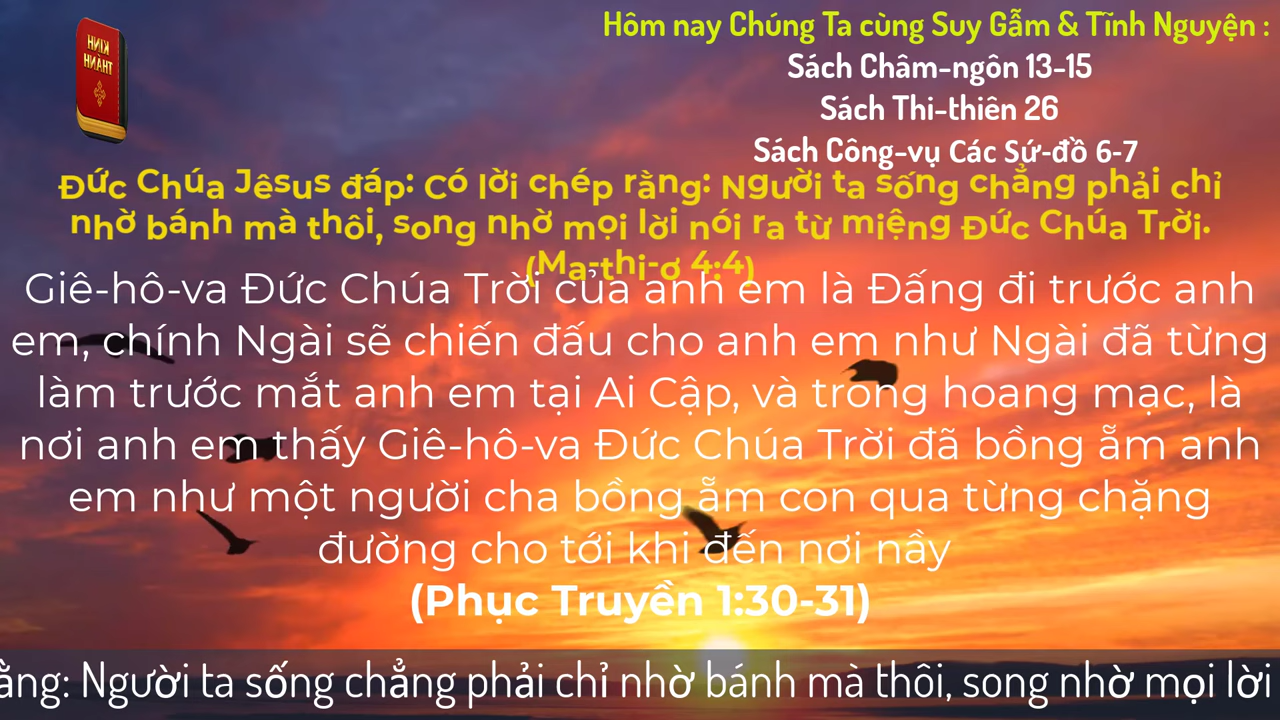 KINH
THÁNH
Hôm nay Chúng Ta cùng Suy Gẫm & Tĩnh Nguyện :
Sách Châm-ngôn 13-15
Sách Thi-thiên 26
Sách Công-vụ Các Sứ-đồ 6-7
Đức Chúa Jêsus đáp: Có lời chép rằng: Người ta sống chẳng phải chỉ
nhờ bánh mà thôi, song nhờ mọi lời nói ra từ miệng Đức Chúa Trời.
(Ma-thi-ơ 4:4)
Giê-hô-va Đức Chúa Trời của anh em là Đấng đi trước anh
em, chính Ngài sẽ chiến đấu cho anh em như Ngài đã từng
làm trước mắt anh em tại Ai Cập, và trong hoang mạc, là
nơi anh em thấy Giê-hô-va Đức Chúa Trời đã bồng ẵm anh
em như một người cha bồng ẵm con qua từng chặng
đường cho tới khi đến nơi nầy
(Phục Truyền 1:30-31)
ằng: Người ta sống chẳng phải chỉ nhờ bánh mà thôi, song nhờ mọi lời